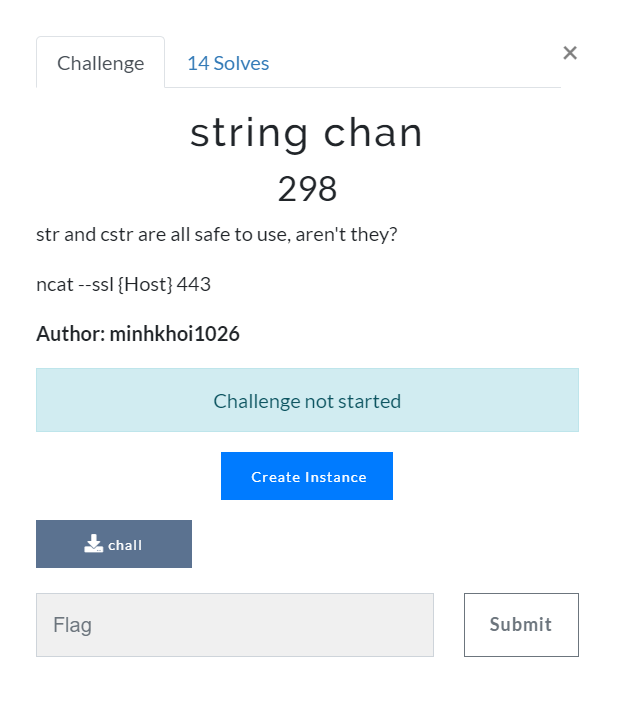 Challenge
14 Solves
×
string chan
298
str and cstr are all safe to use, aren't they?
ncat --ssl {Host} 443
Author: minhkhoi1026
Challenge not started
Create Instance
chall
Flag
Submit